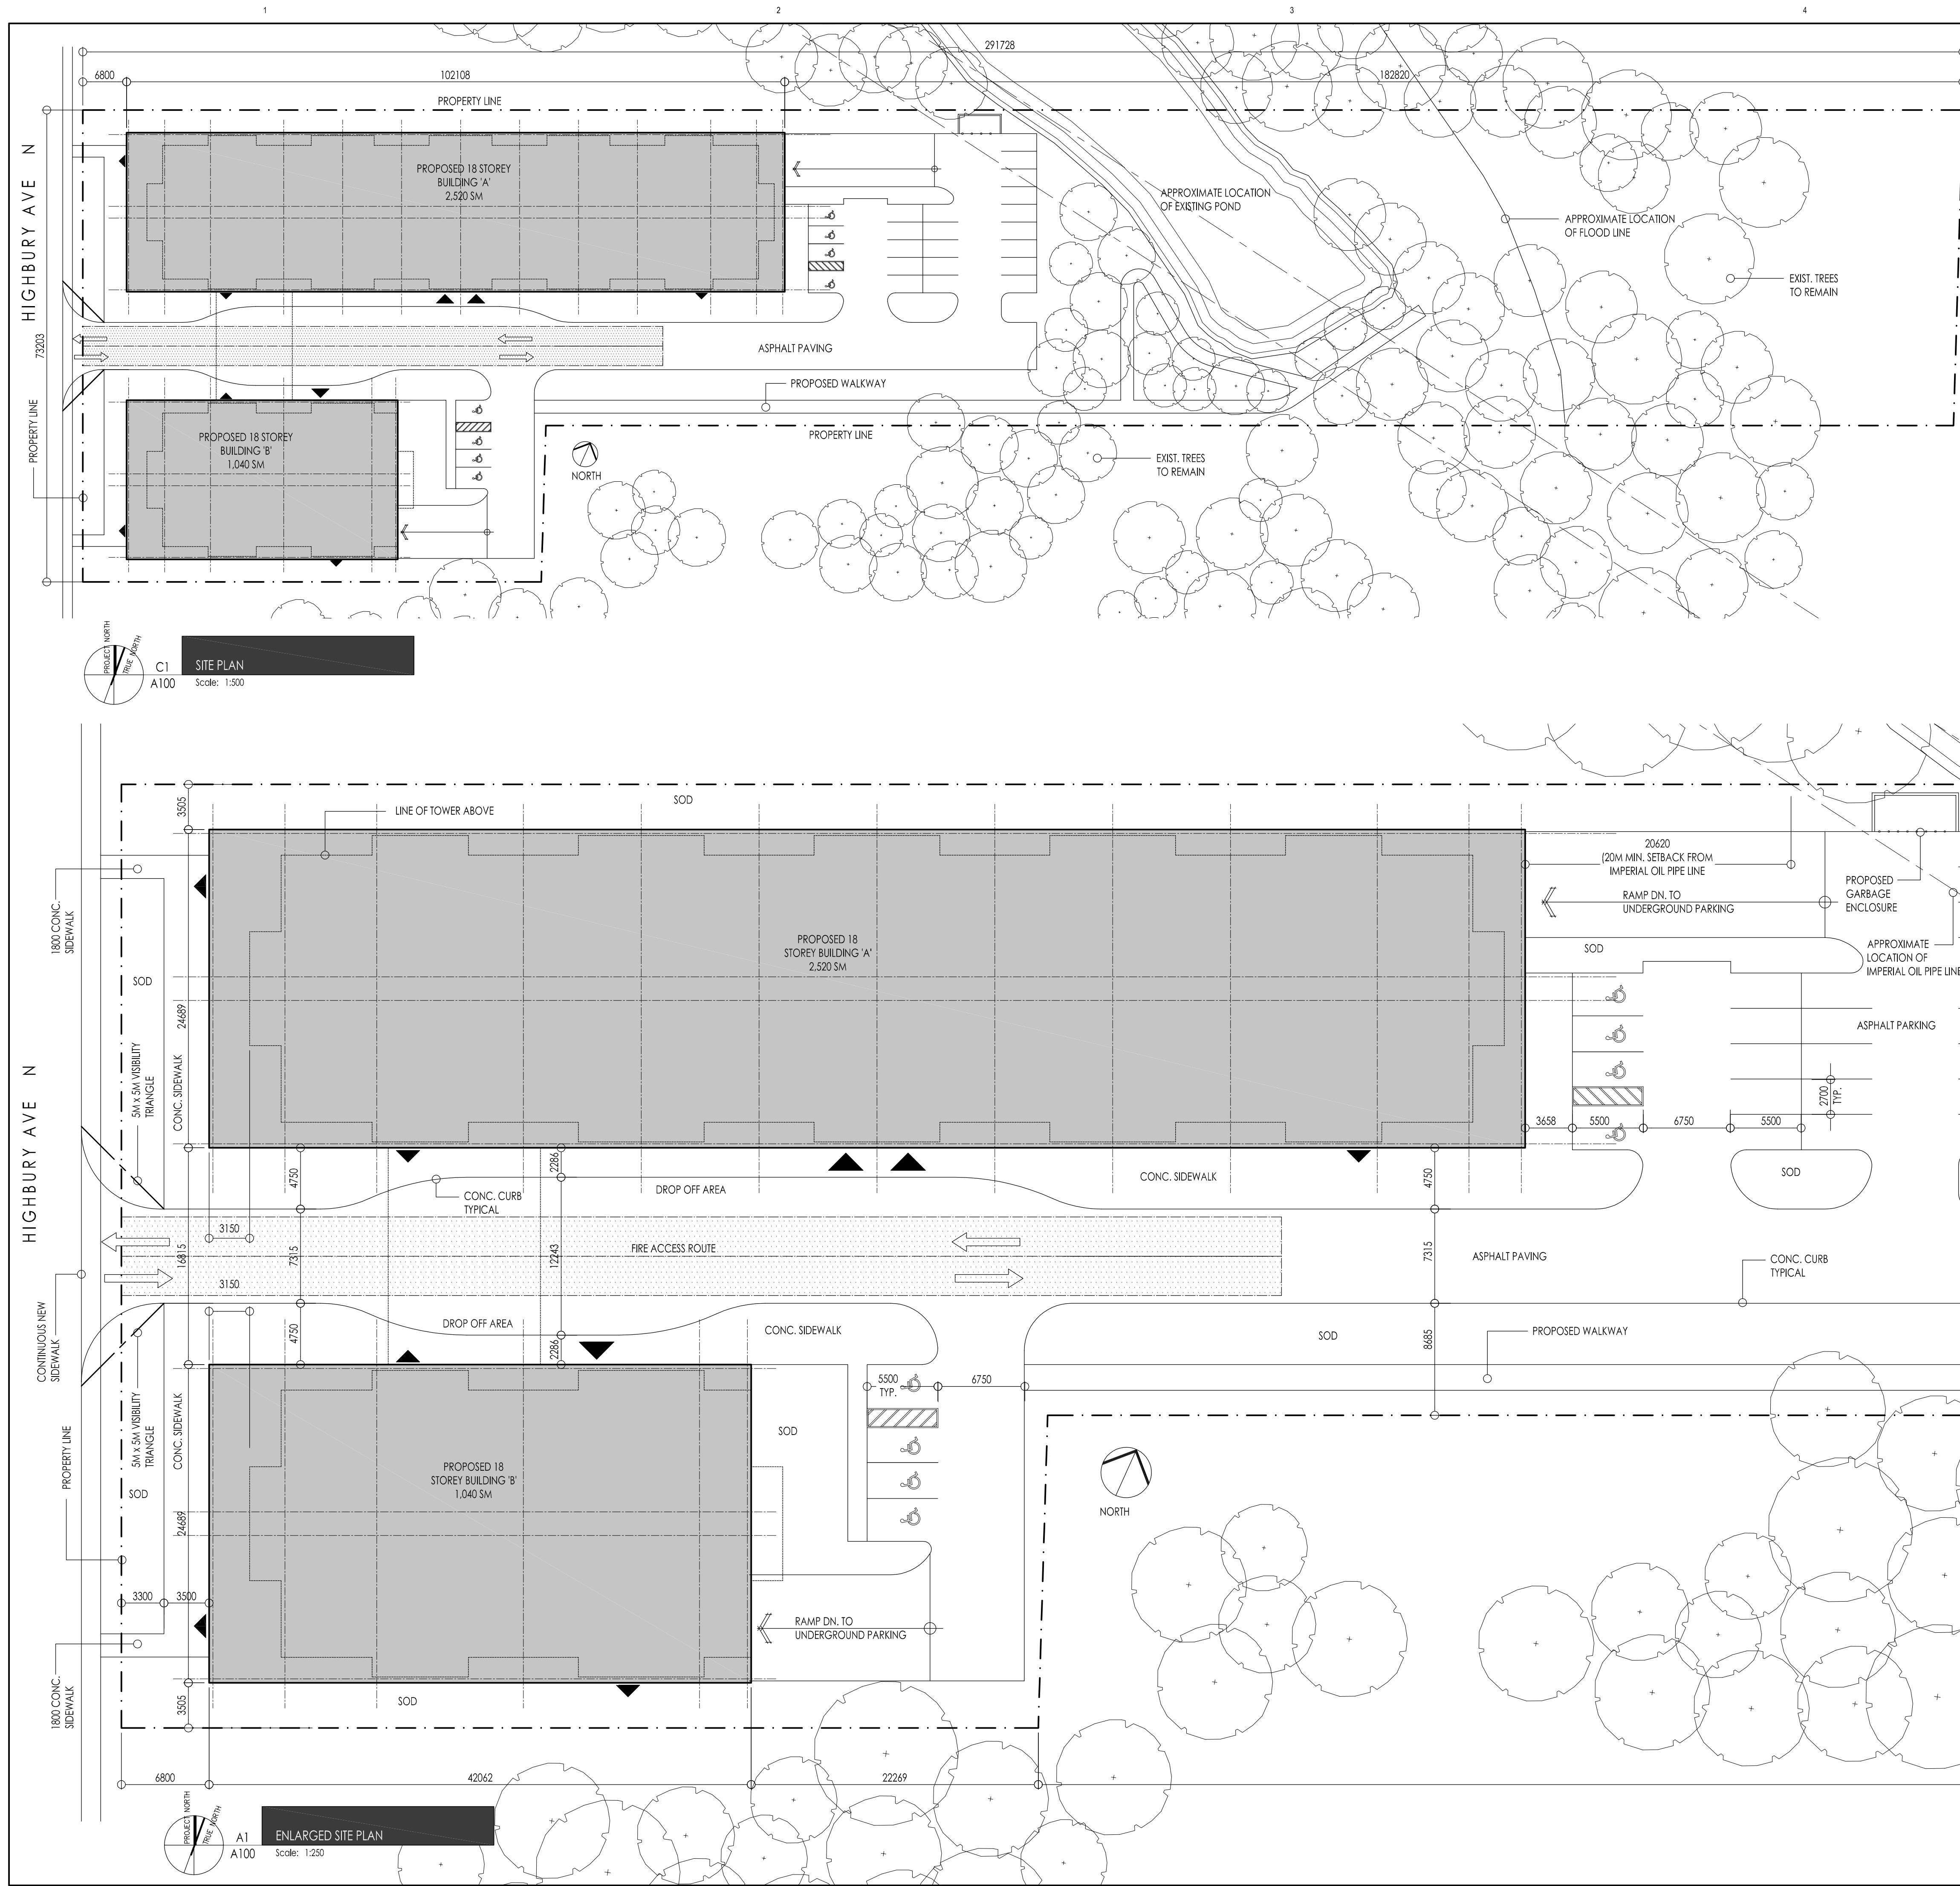 1
2
3
4
291728
6800
102108
182820
PROPERTY LINE
HIGHBURY AVE N
PROPOSED 18 STOREY
BUILDING 'A'
2,520 SM
APPROXIMATE LOCATION
OF EXISTING POND
APPROXIMATE LOCATION
OF FLOOD LINE
EXIST. TREES
TO REMAIN
73203
ASPHALT PAVING
PROPOSED WALKWAY
PROPERTY LINE
PROPOSED 18 STOREY
BUILDING 'B'
1,040 SM
PROPERTY LINE
NORTH
EXIST. TREES
TO REMAIN
PROJECT NORTH
TRUE NORTH
C1
A100
SITE PLAN
Scale: 1:500
3505
SOD
LINE OF TOWER ABOVE
20620
(20M MIN. SETBACK FROM
IMPERIAL OIL PIPE LINE
RAMP DN. TO
UNDERGROUND PARKING
PROPOSED
GARBAGE
ENCLOSURE
1800 CONC.
SIDEWALK
PROPOSED 18
STOREY BUILDING 'A'
2,520 SM
SOD
APPROXIMATE
LOCATION OF
IMPERIAL OIL PIPE LINE
SOD
24689
ASPHALT PARKING
HIGHBURY AVE N
5M x 5M VISIBILITY
TRIANGLE
CONC. SIDEWALK
2700
TYP.
3658
5500
6750
5500
4750
2286
CONC. SIDEWALK
4750
SOD
DROP OFF AREA
CONC. CURB
TYPICAL
3150
16815
7315
12243
FIRE ACCESS ROUTE
7315
ASPHALT PAVING
CONC. CURB
TYPICAL
3150
CONTINUOUS NEW
SIDEWALK
4750
DROP OFF AREA
2286
CONC. SIDEWALK
SOD
8685
PROPOSED WALKWAY
5500
TYP.
6750
5M x 5M VISIBILITY
TRIANGLE
CONC. SIDEWALK
SOD
PROPERTY LINE
PROPOSED 18
STOREY BUILDING 'B'
1,040 SM
SOD
24689
NORTH
3300
3500
RAMP DN. TO
UNDERGROUND PARKING
1800 CONC.
SIDEWALK
3505
SOD
6800
42062
22269
PROJECT NORTH
TRUE NORTH
A1
A100
ENLARGED SITE PLAN
Scale: 1:250